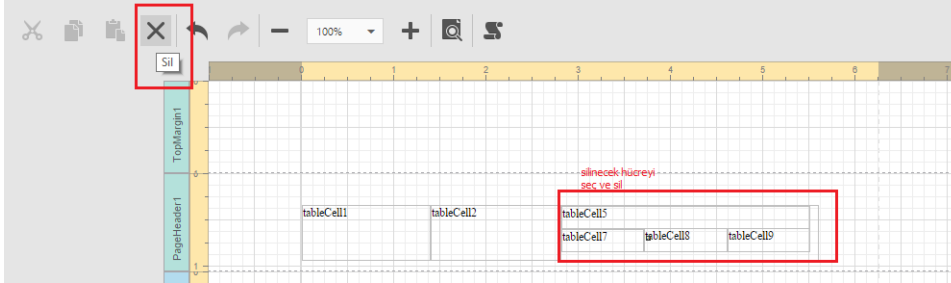 100%
Sil
0 1 2 3 4 5 6 7
TopMargin1
silinecek hücreyi
seç ve sil
PageHeader1
tableCell1 tableCell2 tableCell5
tableCell7 tableCell8 tableCell9